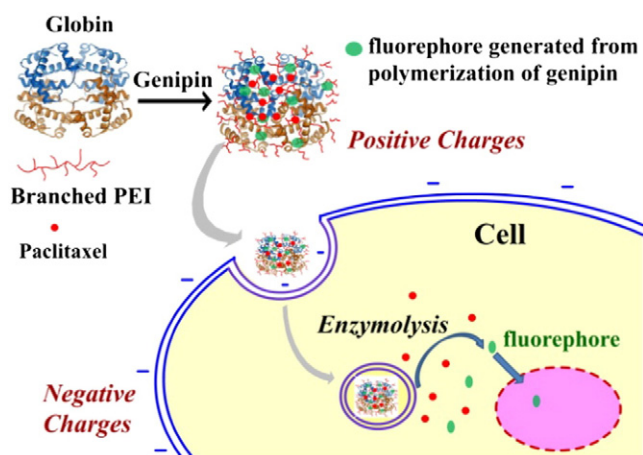 Globin
Genipin
fluorephore generated from
polymerization of genipin
Positive Charges
Branched PEI
Paclitaxel
Cell
Enzymolysis
fluorephore
Negative
Charges